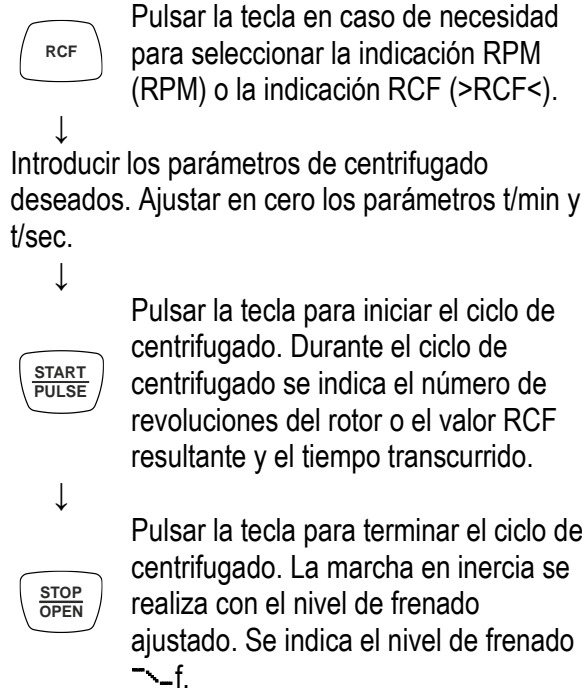 Pulsar la tecla en caso de necesidad
RCF
para seleccionar la indicación RPM
(RPM) o la indicación RCF (>RCF<).
↓
Introducir los parámetros de centrifugado
deseados. Ajustar en cero los parámetros t/min y
t/sec.
↓
Pulsar la tecla para iniciar el ciclo de
centrifugado. Durante el ciclo de
START
PULSE
centrifugado se indica el número de
revoluciones del rotor o el valor RCF
resultante y el tiempo transcurrido.
↓
Pulsar la tecla para terminar el ciclo de
centrifugado. La marcha en inercia se
STOP
OPEN
realiza con el nivel de frenado
ajustado. Se indica el nivel de frenado
f.